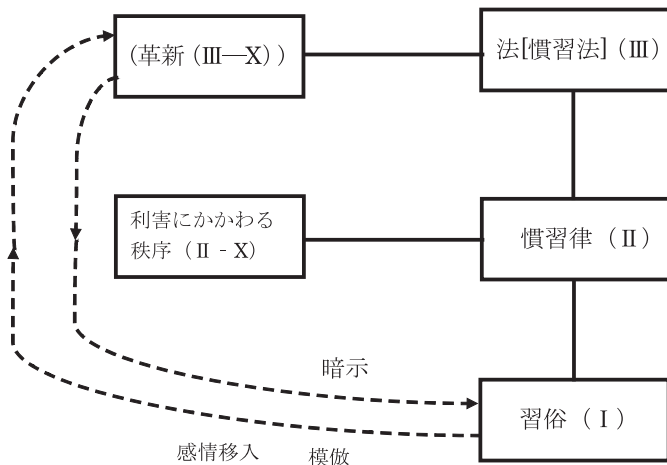 (革新(Ⅲ—Ⅹ))
法[慣習法](Ⅲ)
利害にかかわる
秩序(Ⅱ‐Ⅹ)
慣習律(Ⅱ)
暗示
習俗(Ⅰ)
感情移入 模倣